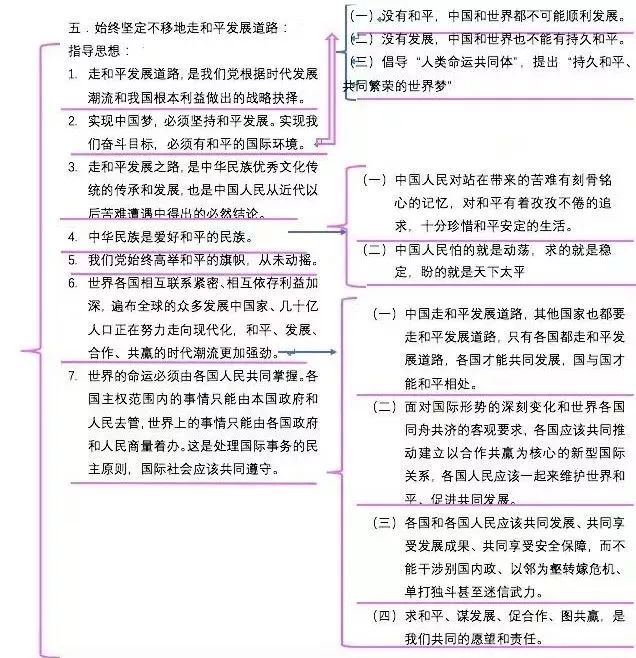 五．始终坚定不移地走和平发展道路：
指导思想：
1. 走和平发展道路，是我们党根据时代发展
潮流和我国根本利益做出的战略抉择。
2. 实现中国梦，必须坚持和平发展。实现我
们奋斗目标，必须有和平的国际环境。
3. 走和平发展之路，是中华民族优秀文化传
统的传承和发展，也是中国人民从近代以
后苦难遭遇中得出的必然结论。
4. 中华民族是爱好和平的民族。
5. 我们党始终高举和平的旗帜，从未动摇。
6. 世界各国相互联系紧密、相互依存利益加
深，遍布全球的众多发展中国家、几十亿
人口正在努力走向现代化，和平、发展、
合作、共赢的时代潮流更加强劲。
7. 世界的命运必须由各国人民共同掌握。各
国主权范围内的事情只能由本国政府和
人民去管，世界上的事情只能由各国政府
和人民商量着办。这是处理国际事务的民
主原则，国际社会应该共同遵守。
（一）没有和平，中国和世界都不可能顺利发展。
（二）没有发展，中国和世界也不能有持久和平。
（三）倡导“人类命运共同体”，提出“持久和平、
共同繁荣的世界梦”
（一）中国人民对站在带来的苦难有刻骨铭
心的记忆，对和平有着孜孜不倦的追
求，十分珍惜和平安定的生活。
（二）中国人民怕的就是动荡，求的就是稳
定，盼的就是天下太平
（一）中国走和平发展道路，其他国家也都要
走和平发展道路，只有各国都走和平发
展道路，各国才能共同发展，国与国才
能和平相处。
（二）面对国际形势的深刻变化和世界各国
同舟共济的客观要求，各国应该共同推
动建立以合作共赢为核心的新型国际
关系，各国人民应该一起来维护世界和
平、促进共同发展。
（三）各国和各国人民应该共同发展、共同享
受发展成果、共同享受安全保障，而不
能干涉别国内政、以邻为壑转嫁危机、
单打独斗甚至迷信武力。
（四）求和平、谋发展、促合作、图共赢，是
我们共同的愿望和责任。